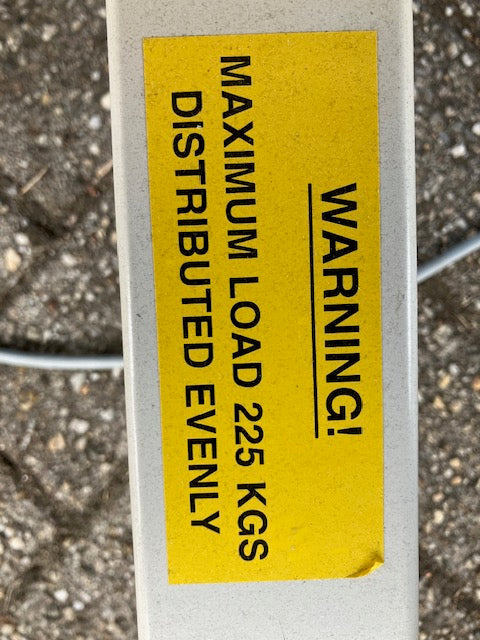 WARNING!
MAXIMUM LOAD 225 KGS
DISTRIBUTED EVENLY